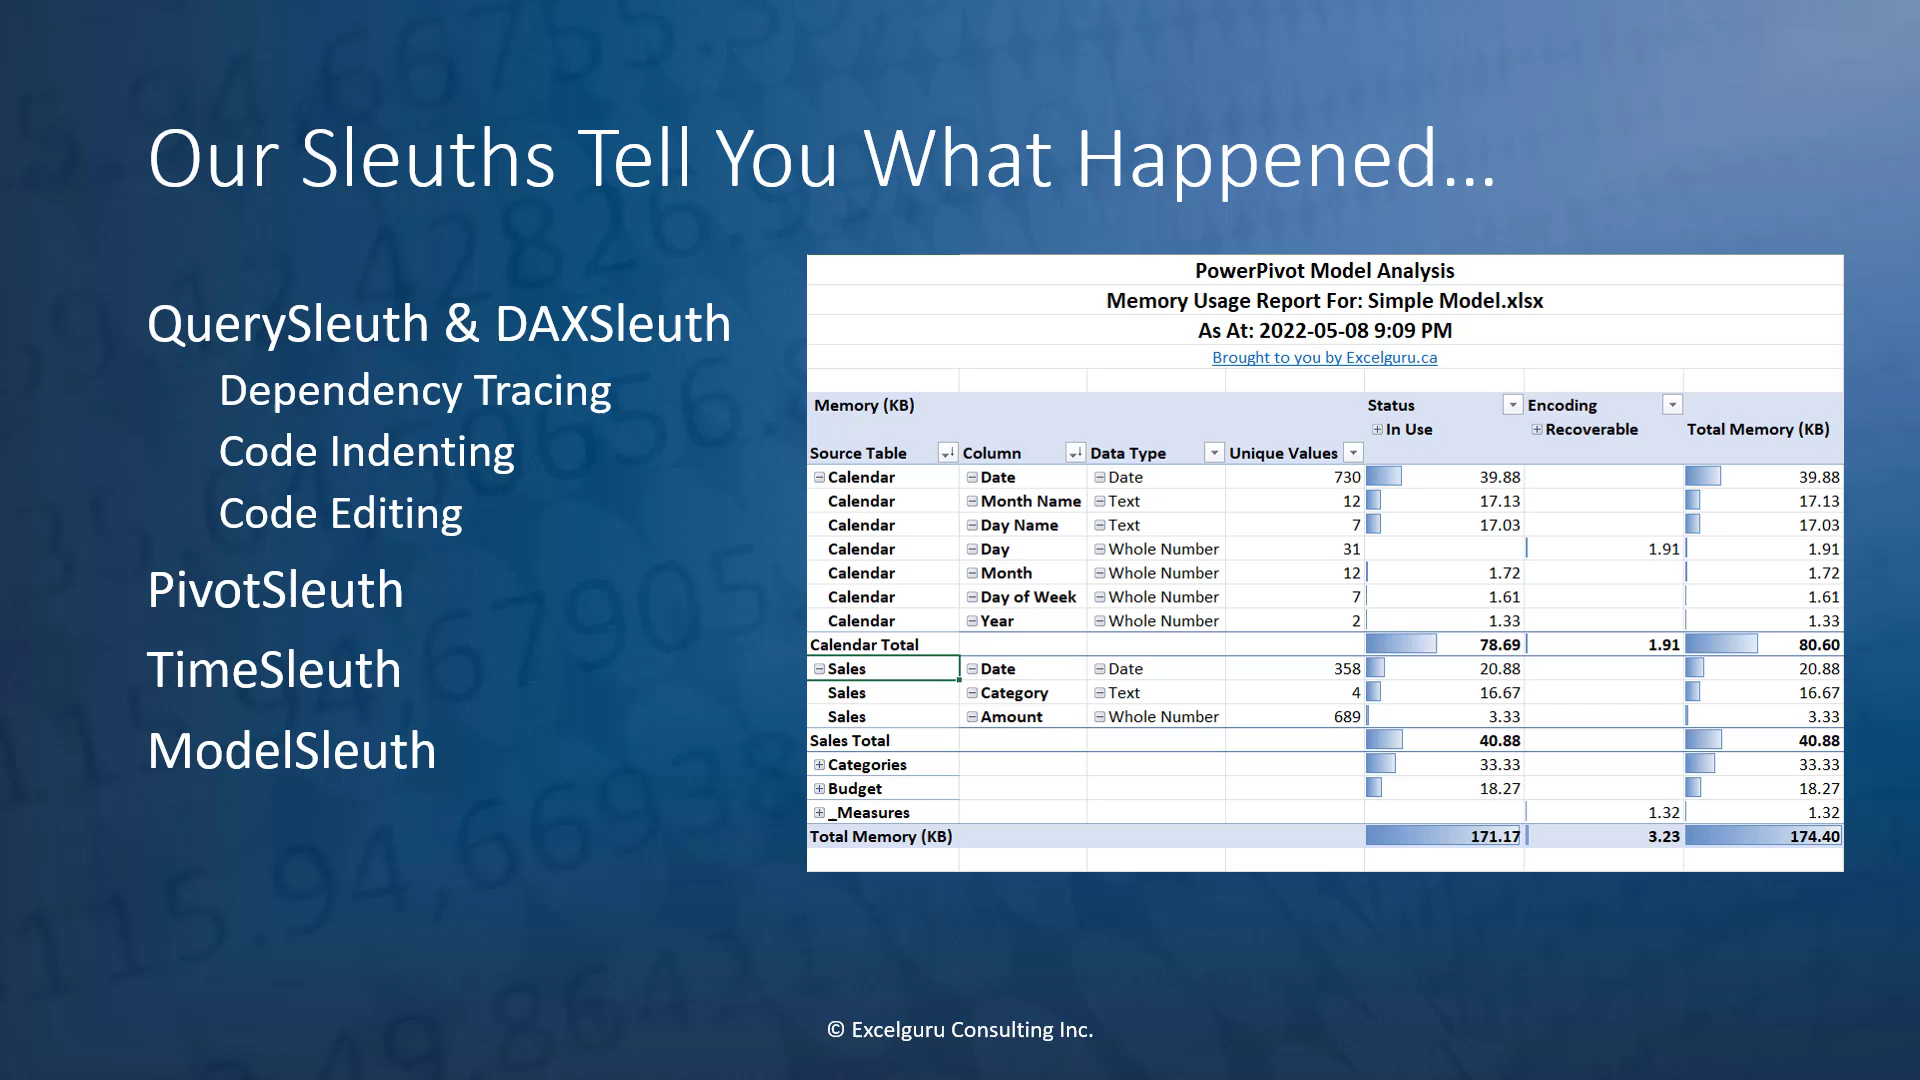 Our Sleuths Tell You What Happened...
QuerySleuth & DAXSleuth
Dependency Tracing
Code Indenting
Code Editing
PivotSleuth
TimeSleuth
ModelSleuth
PowerPivot Model Analysis
Memory Usage Report For: Simple Model.xlsx
As At: 2022-05-08 9:09 PM
Brought to you by Excelguru.ca
Memory (KB) Status Encoding
In Use Recoverable Total Memory (KB)
Source Table Column Data Type Unique Values
Calendar Date Date 730 39.88 39.88
Calendar Month Name Text 12 17.13 17.13
Calendar Day Name Text 7 17.03 17.03
Calendar Day Whole Number 31 1.91 1.91
Calendar Month Whole Number 12 1.72 1.72
Calendar Day of Week Whole Number 7 1.61 1.61
Calendar Year Whole Number 2 1.33 1.33
Calendar Total 78.69 1.91 80.60
Sales Date Date 358 20.88 20.88
Sales Category Text 4 16.67 16.67
Sales Amount Whole Number 689 3.33 3.33
Sales Total 40.88 40.88
Categories 33.33 33.33
Budget 18.27 18.27
_Measures 1.32 1.32
Total Memory (KB) 171.17 3.23 174.40
© Excelguru Consulting Inc.